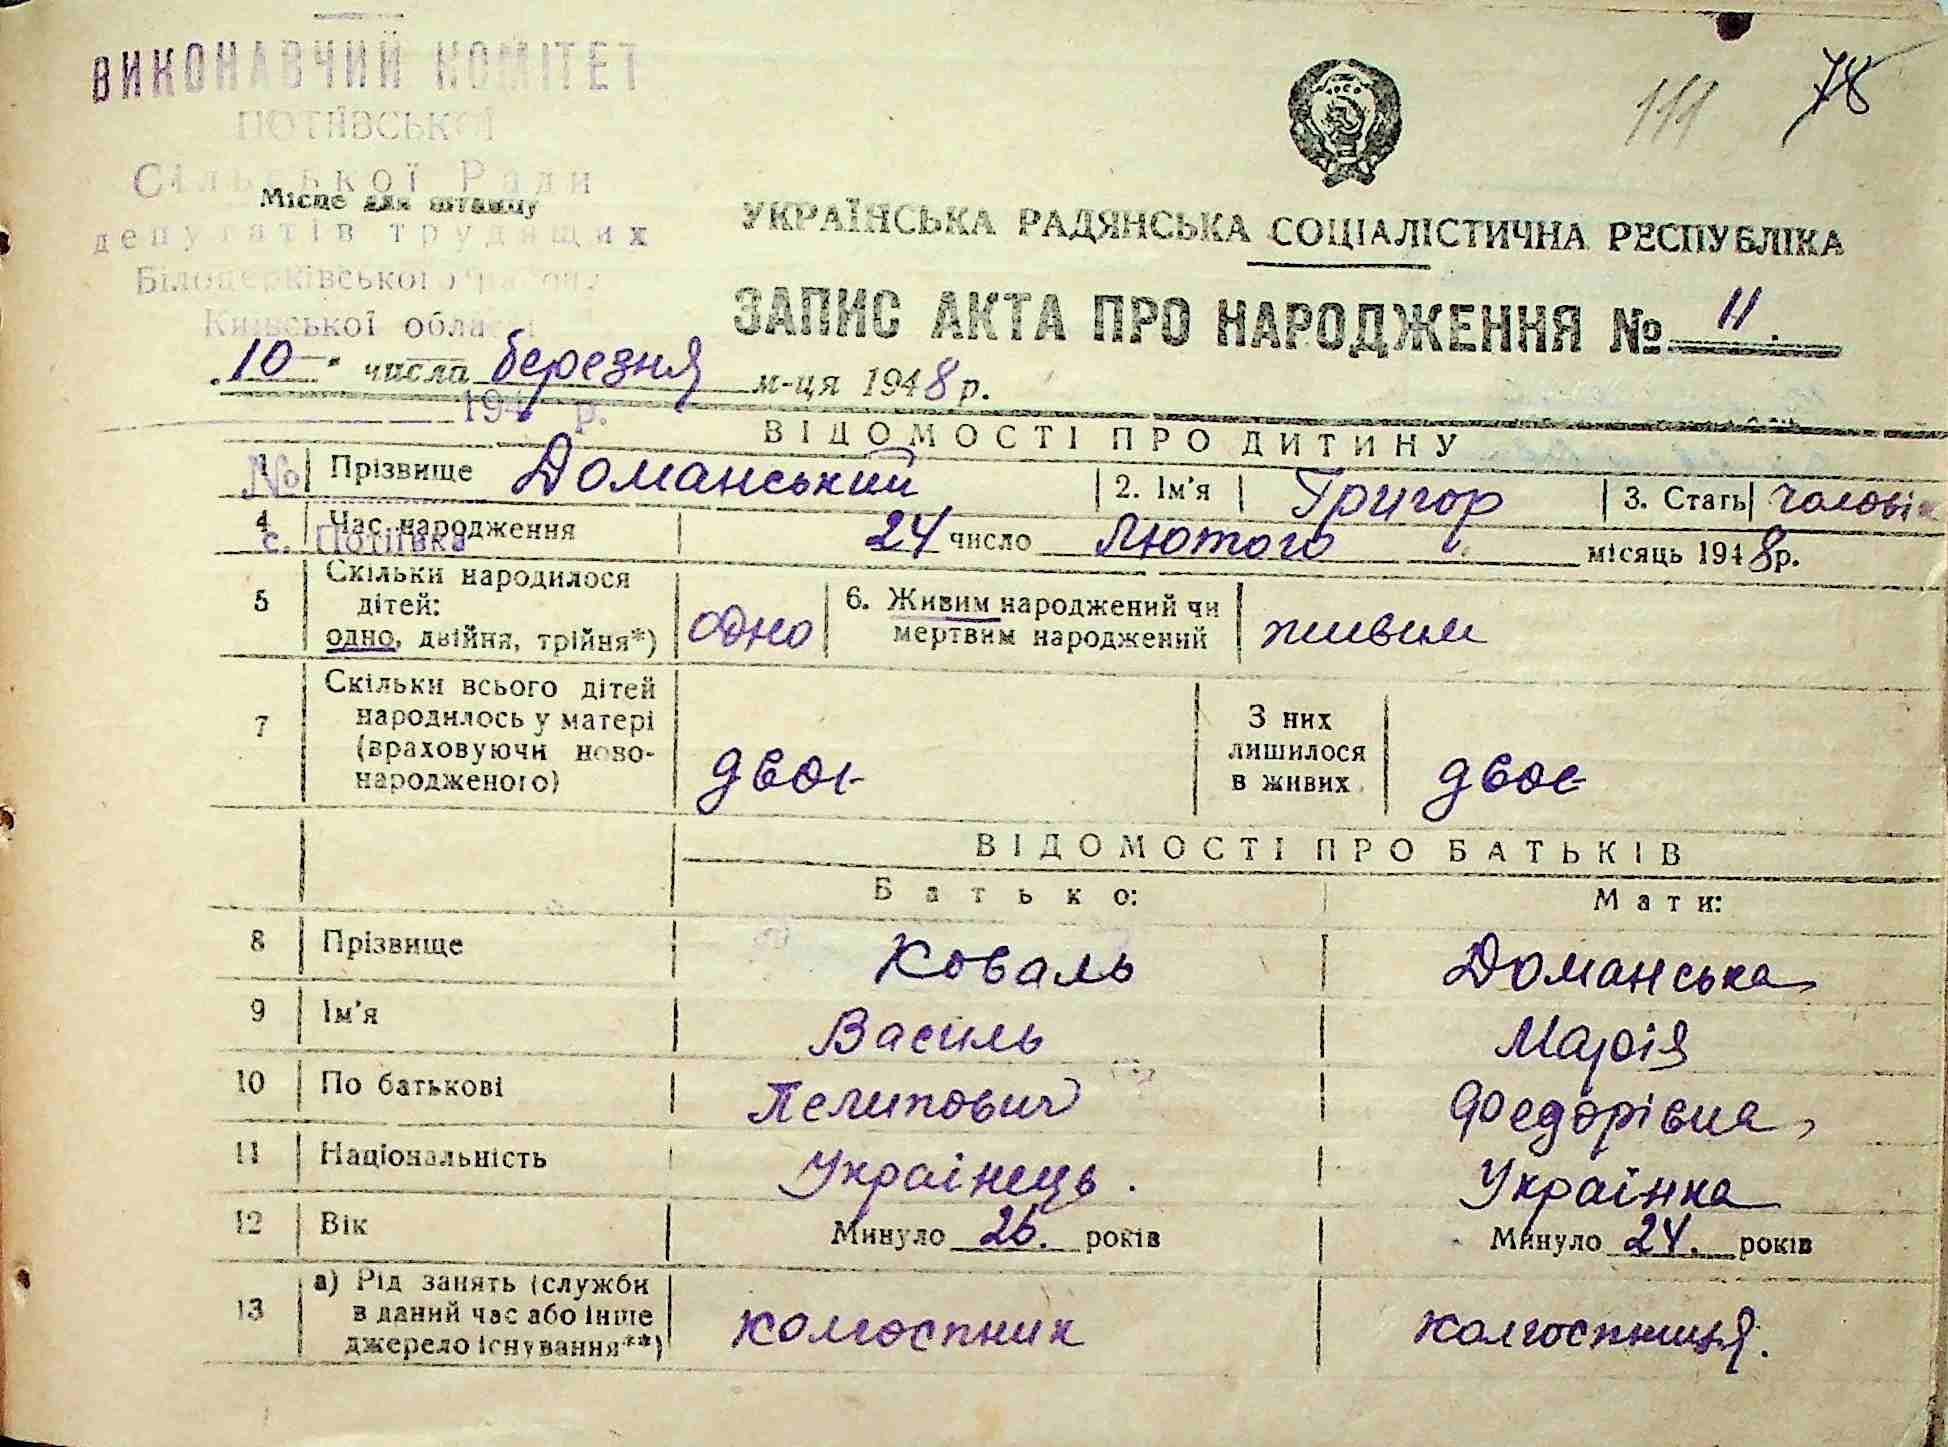 ВИКОНАВЧИЙ КОМІТЕТ
ПОТІЇВСЬКОЇ
Сільської Ради
Місце для штампу
депутатів трудящих
Білоцерківського району
Київської області
194 р.
№
с. Потіївка
111 78
УКРАЇНСЬКА РАДЯНСЬКА СОЦІАЛІСТИЧНА РЕСПУБЛІКА
ЗАПИС АКТА ПРО НАРОДЖЕННЯ № 11.
"10" числа березня м-ця 1948 р.
ВІДОМОСТІ ПРО ДИТИНУ
1 Прізвище Доманський 2. Ім'я Григор 3. Стать чоловік
4 Час народження 24 число Лютого місяць 1948 р.
5 Скільки народилося
дітей:
одно, двійня, трійня*) одно 6. Живим народжений чи
мертвим народжений живим
7 Скільки всього дітей
народилось у матері
(враховуючи ново-
народженого) двоє З них
лишилося
в живих двоє
ВІДОМОСТІ ПРО БАТЬКІВ
Батько: Мати:
8 Прізвище Коваль Доманська
9 Ім'я Василь Марія
10 По батькові Пелипович Федорівна
11 Національність Українець. Українка
12 Вік Минуло 26. років Минуло 24. років
13 а) Рід занять (служби
в даний час або інше
джерело існування**) колгоспник колгоспниця.